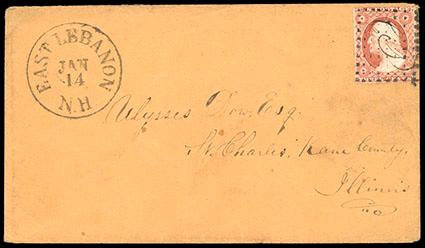 EAST LEBANON
JAN
14
N.H
Ulysses Dow, Esq.
St. Charles, Kane County,
Illinois